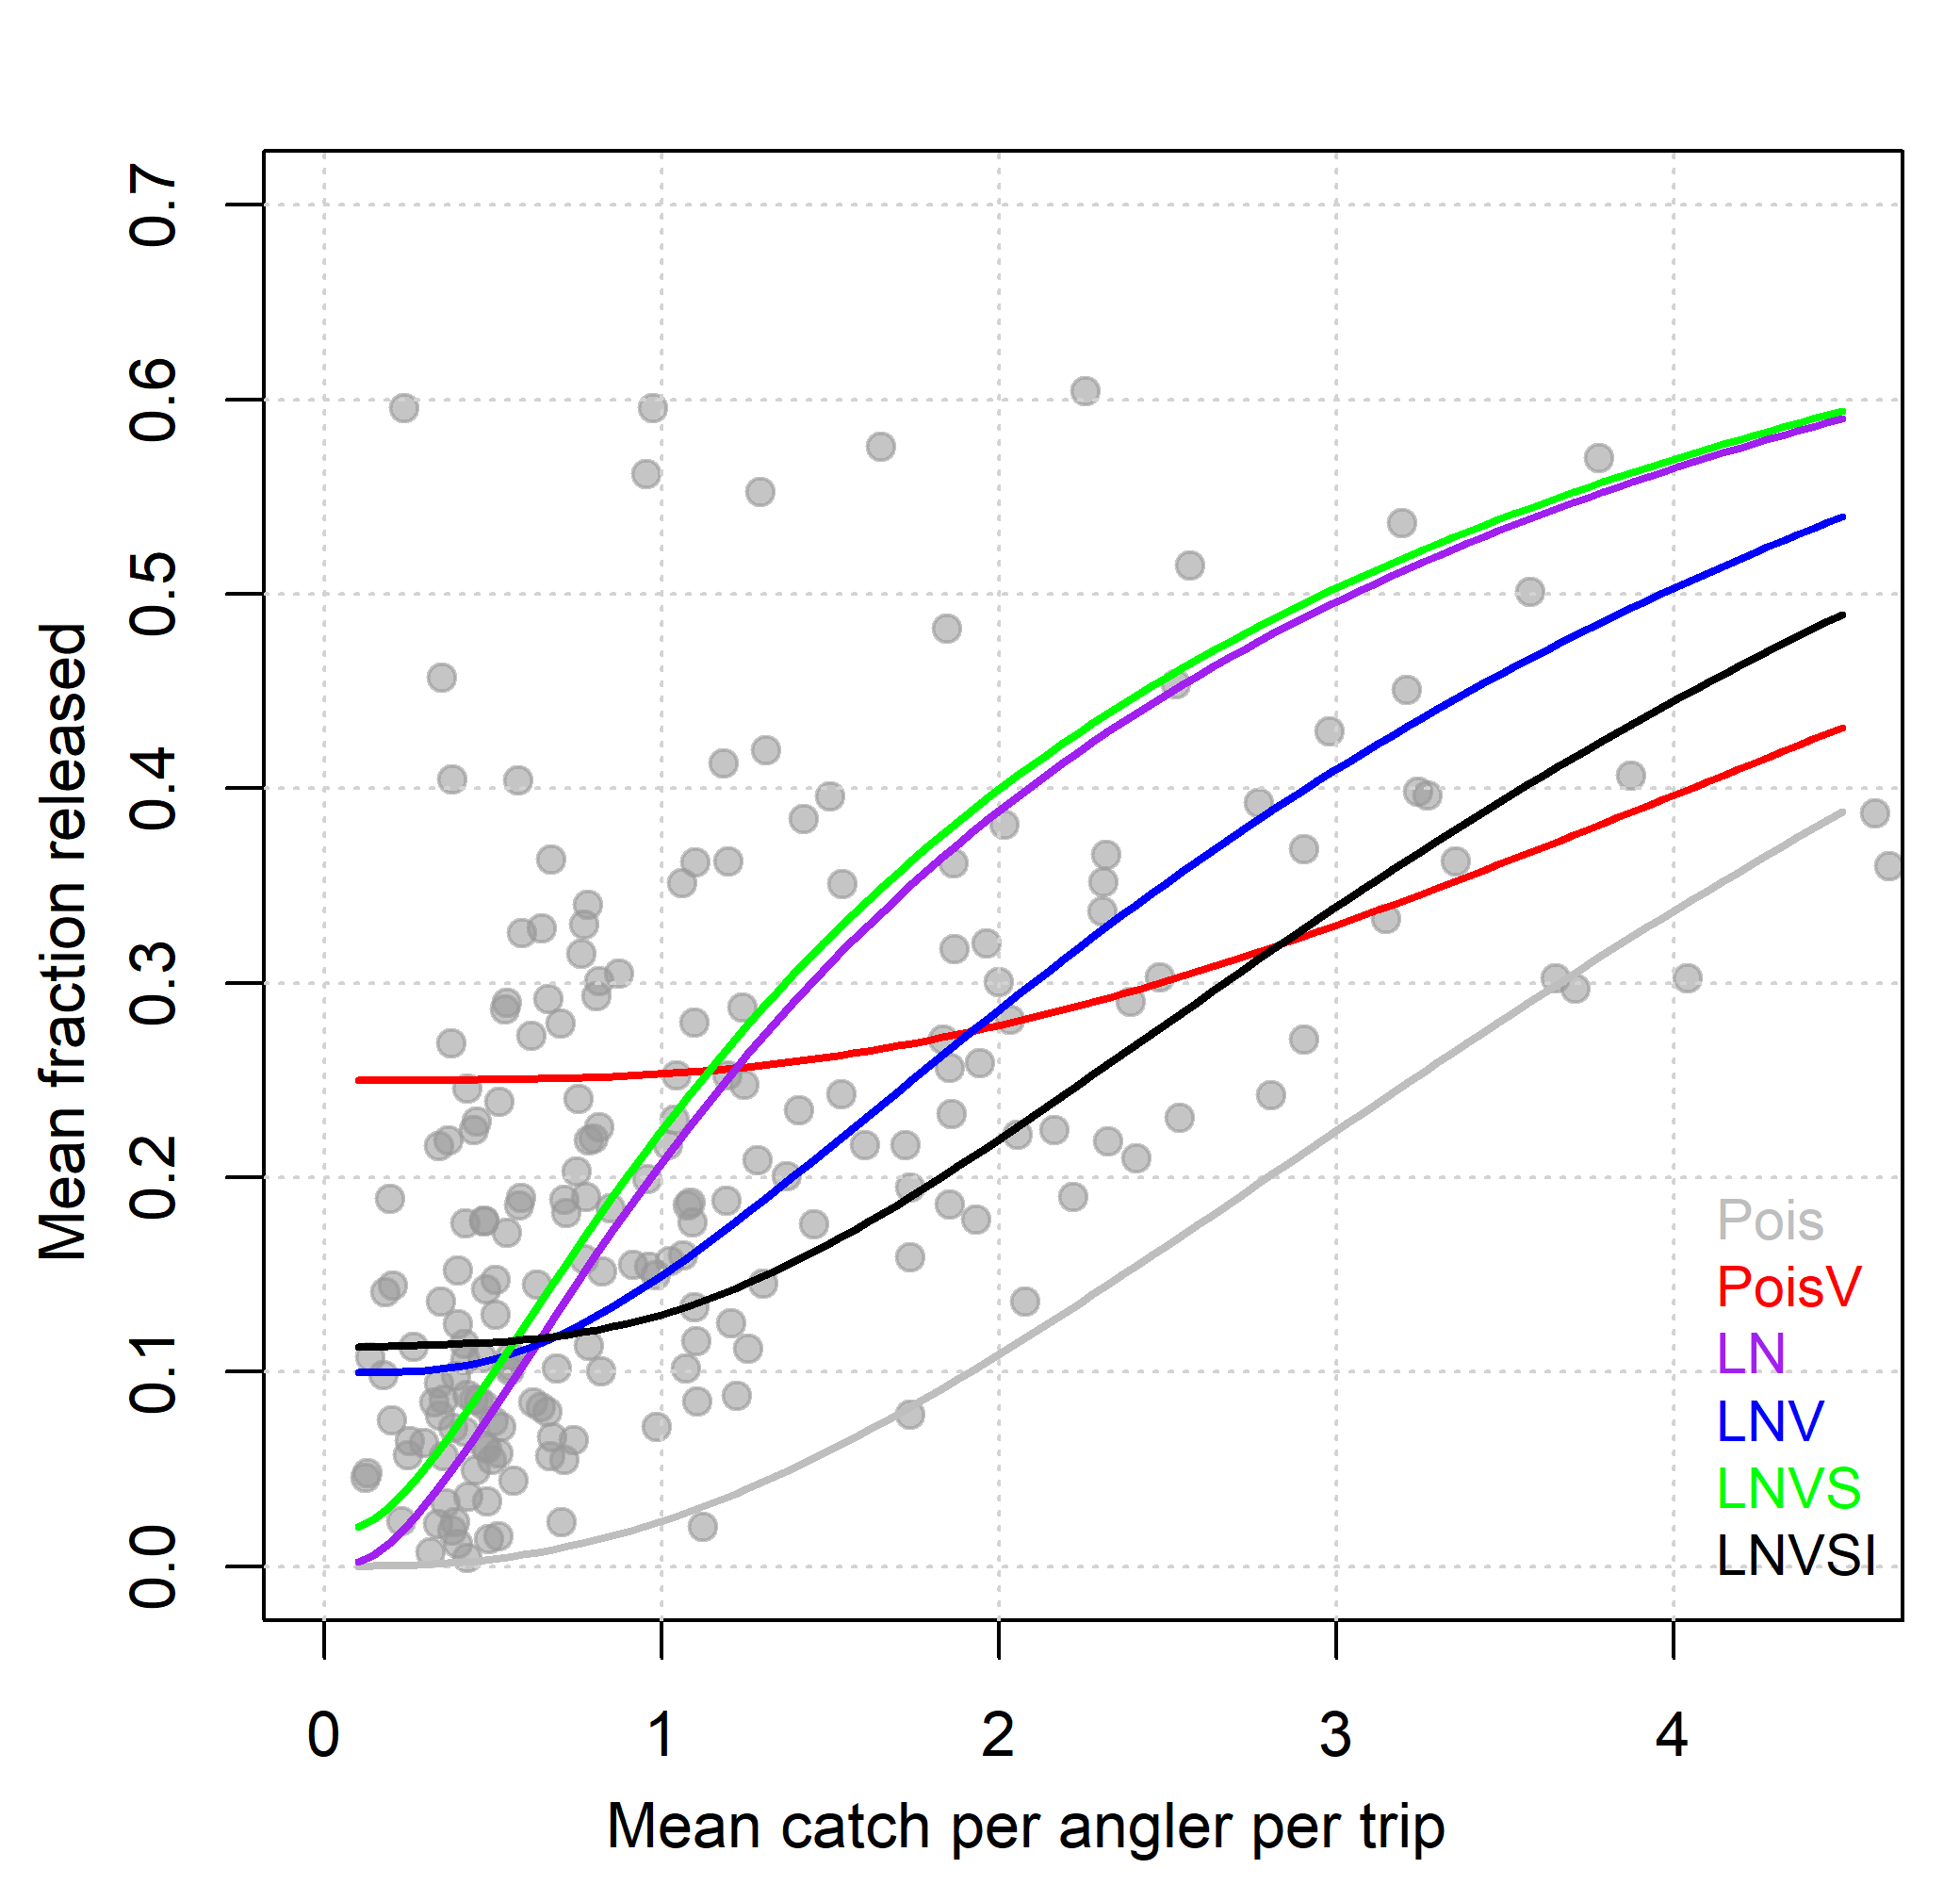 0.7
0.6
0.5
0.4
0.3
0.2
0.1
0.0
Mean fraction released
Pois
PoisV
LN
LNV
LNVS
LNVSI
0 1 2 3 4
Mean catch per angler per trip